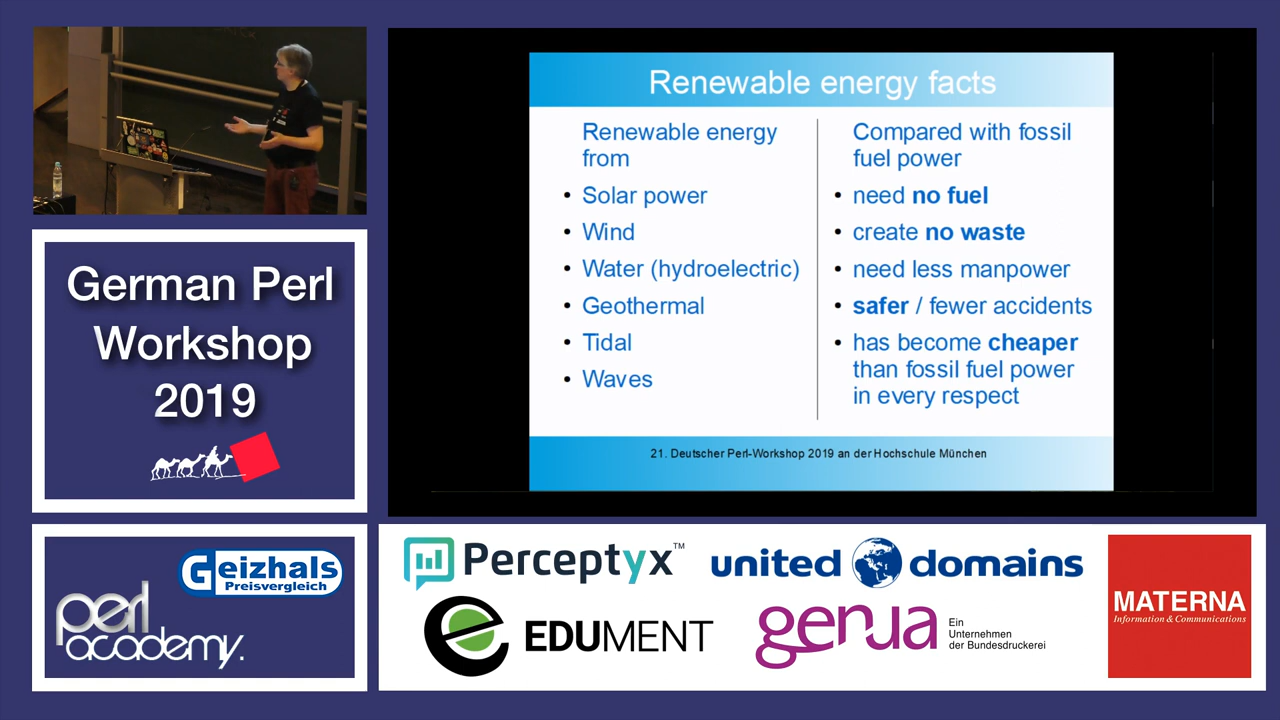 Renewable energy facts
Renewable energy
from
• Solar power
• Wind
• Water (hydroelectric)
• Geothermal
• Tidal
• Waves
Compared with fossil
fuel power
• need no fuel
• create no waste
• need less manpower
• safer / fewer accidents
• has become cheaper
than fossil fuel power
in every respect
21. Deutscher Perl-Workshop 2019 an der Hochschule München
German Perl
Workshop
2019
Geizhals
Preisvergleich
perl
academy.
Perceptyx™
united domains
EDUMENT
genua
Ein
Unternehmen
der Bundesdruckerei
MATERNA
Information & Communications